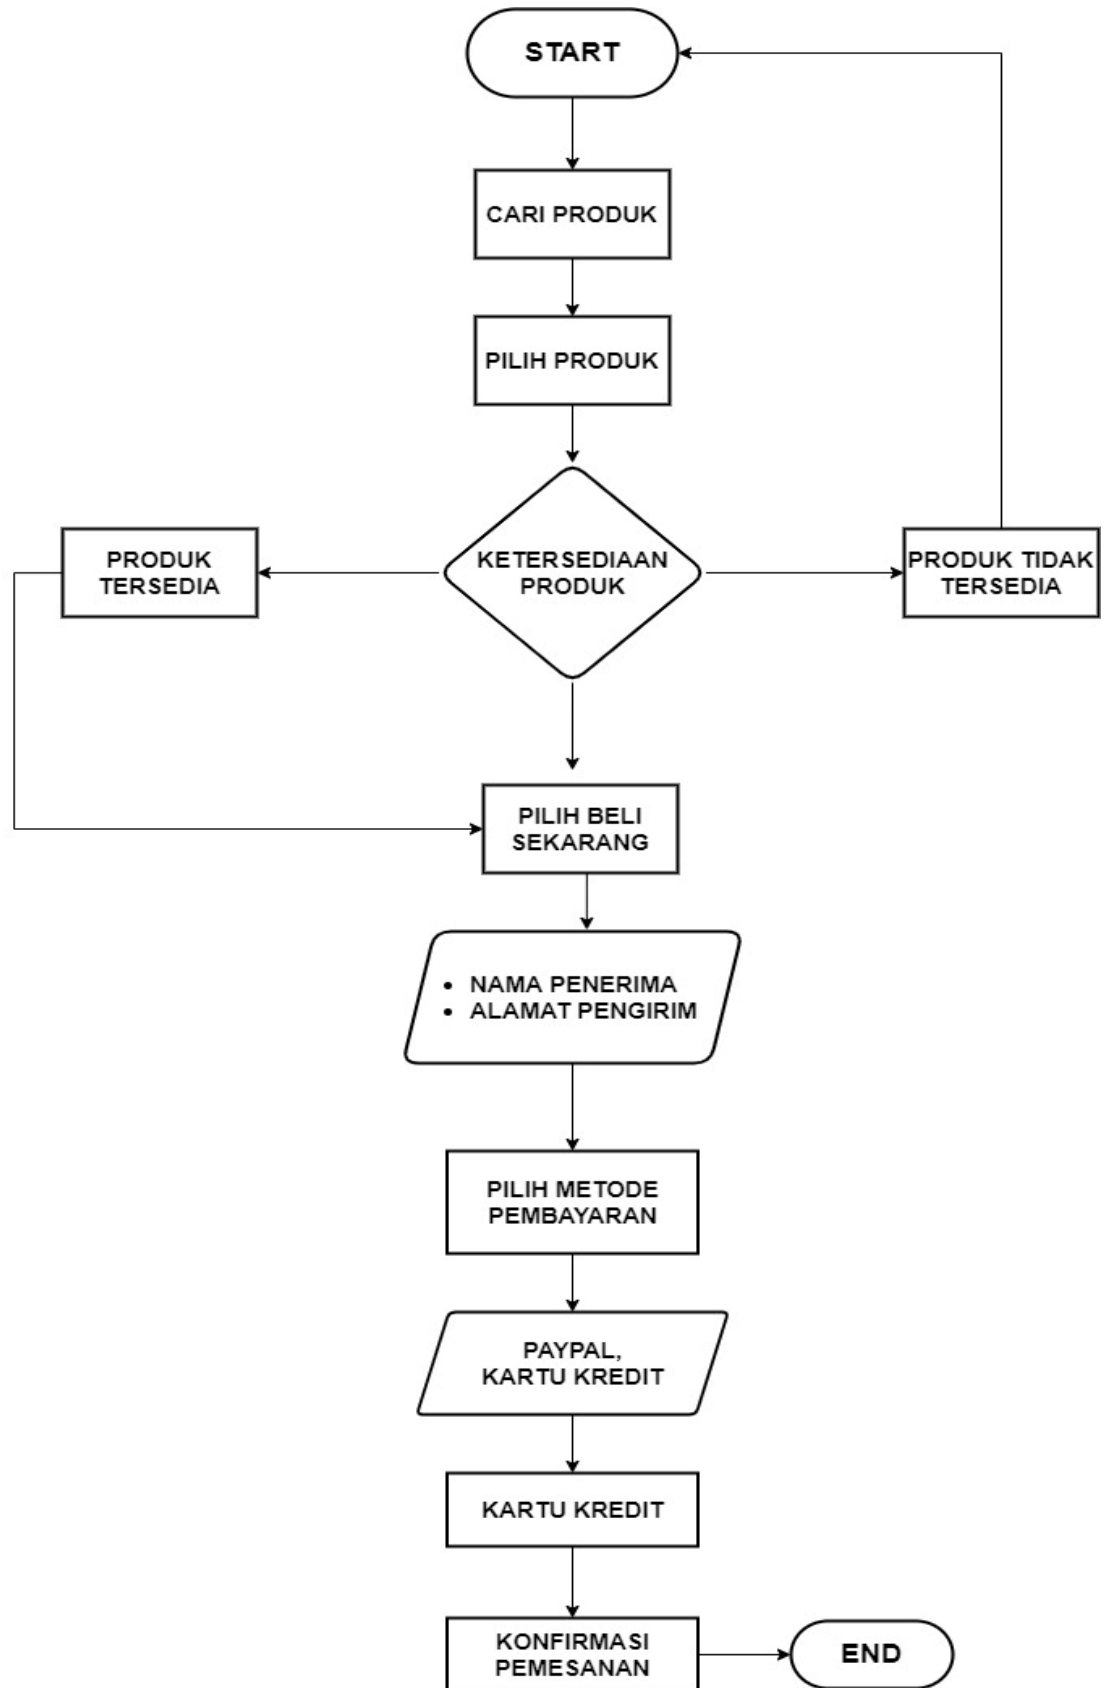 START
CARI PRODUK
PILIH PRODUK
KETERSEDIAAN
PRODUK
PRODUK
TERSEDIA
PRODUK TIDAK
TERSEDIA
PILIH BELI
SEKARANG
• NAMA PENERIMA
• ALAMAT PENGIRIM
PILIH METODE
PEMBAYARAN
PAYPAL,
KARTU KREDIT
KARTU KREDIT
KONFIRMASI
PEMESANAN
END